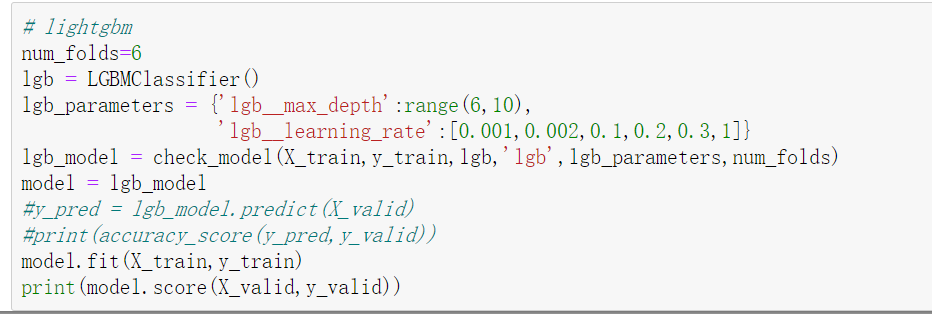 # lightgbm
num_folds=6
lgb = LGBMClassifier()
lgb_parameters = {'lgb__max_depth':range(6,10),
                  'lgb__learning_rate':[0.001,0.002,0.1,0.2,0.3,1]}
lgb_model = check_model(X_train,y_train,lgb,'lgb',lgb_parameters,num_folds)
model = lgb_model
#y_pred = lgb_model.predict(X_valid)
#print(accuracy_score(y_pred,y_valid))
model.fit(X_train,y_train)
print(model.score(X_valid,y_valid))